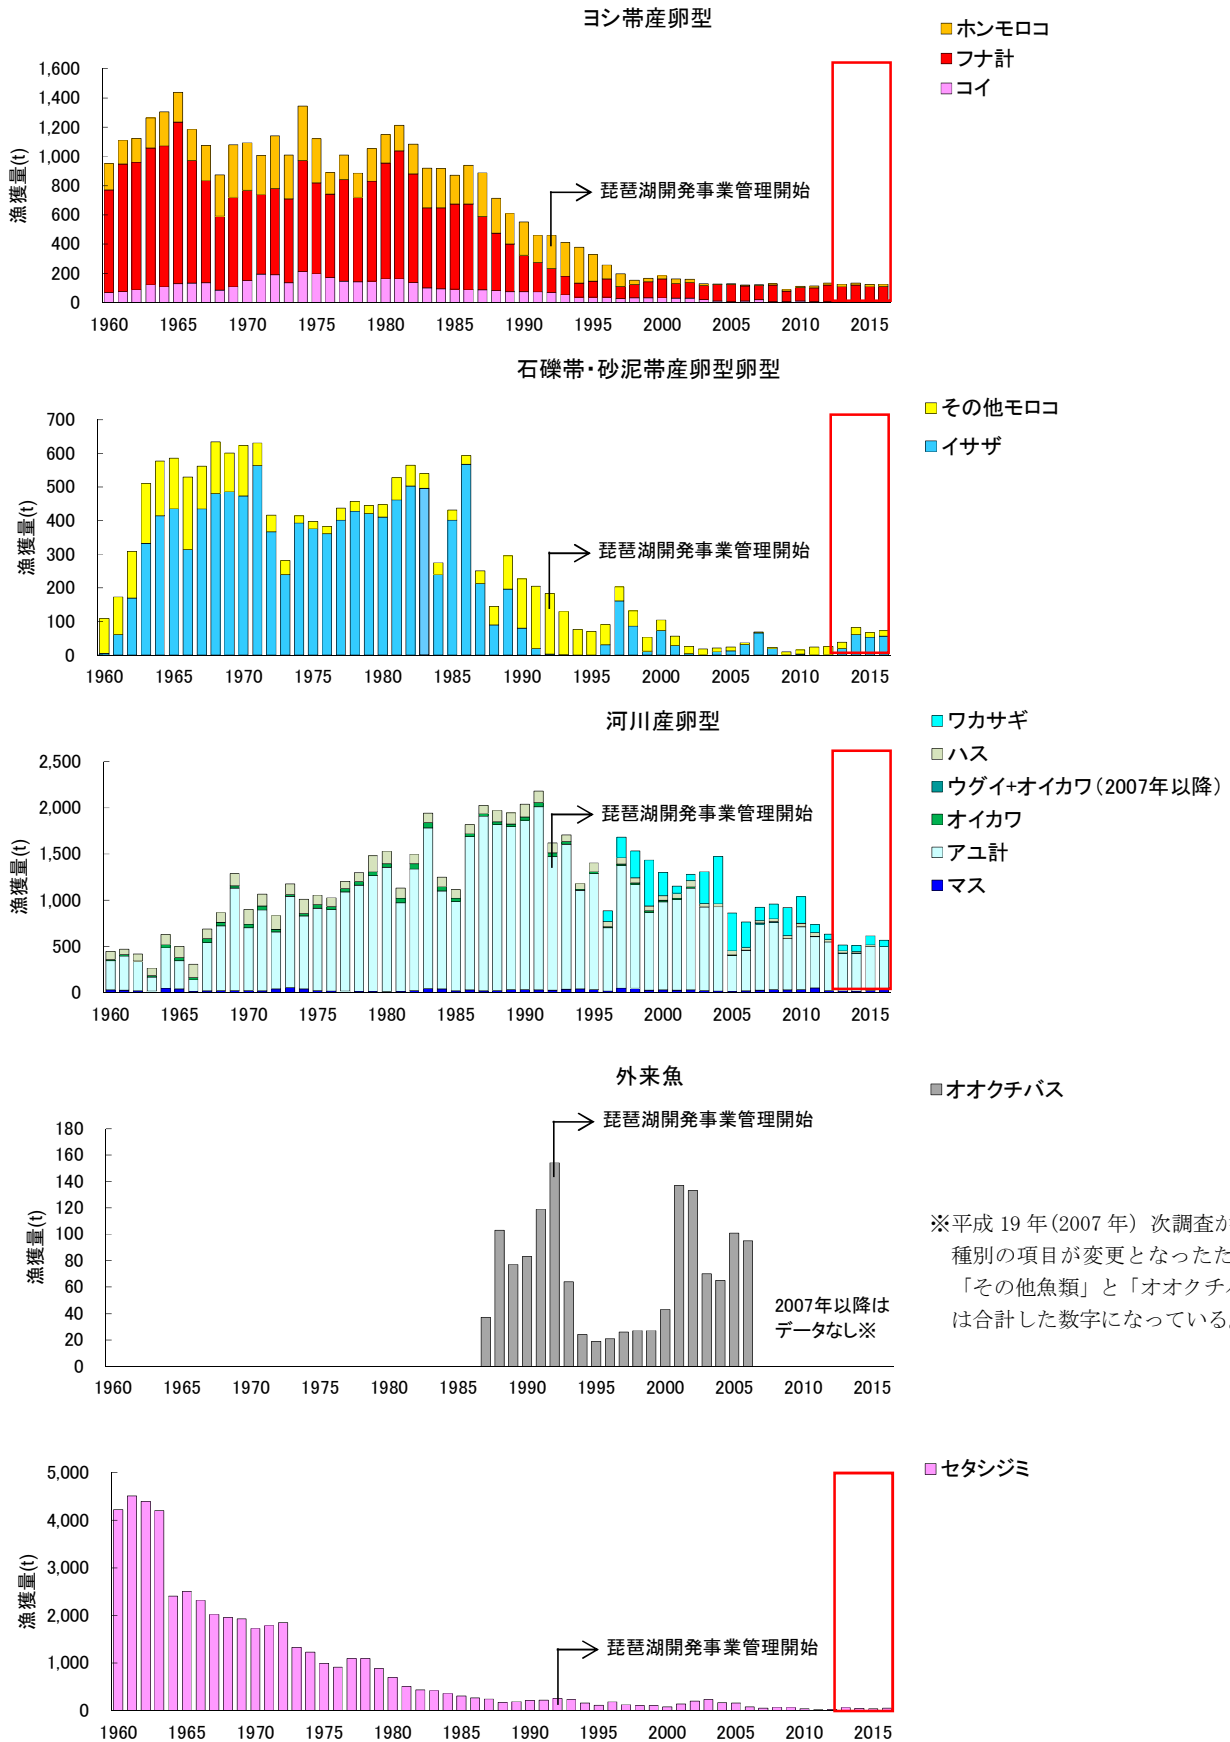 ヨシ帯産卵型
ホンモロコ
フナ計
コイ
漁獲量(t)
1,600
1,400
1,200
1,000
800
600
400
200
0
琵琶湖開発事業管理開始
1960 1965 1970 1975 1980 1985 1990 1995 2000 2005 2010 2015
石礫帯・砂泥帯産卵型卵型
その他モロコ
イサザ
漁獲量(t)
700
600
500
400
300
200
100
0
琵琶湖開発事業管理開始
1960 1965 1970 1975 1980 1985 1990 1995 2000 2005 2010 2015
河川産卵型
ワカサギ
ハス
ウグイ+オイカワ(2007年以降)
オイカワ
アユ計
マス
漁獲量(t)
2,500
2,000
1,500
1,000
500
0
琵琶湖開発事業管理開始
1960 1965 1970 1975 1980 1985 1990 1995 2000 2005 2010 2015
外来魚
オオクチバス
漁獲量(t)
180
160
140
120
100
80
60
40
20
0
琵琶湖開発事業管理開始
2007年以降は
データなし※
1960 1965 1970 1975 1980 1985 1990 1995 2000 2005 2010 2015
※平成 19 年(2007 年) 次調査か
種別の項目が変更となったた
「その他魚類」と「オオクチ
は合計した数字になっている
セタシジミ
漁獲量(t)
5,000
4,000
3,000
2,000
1,000
0
琵琶湖開発事業管理開始
1960 1965 1970 1975 1980 1985 1990 1995 2000 2005 2010 2015